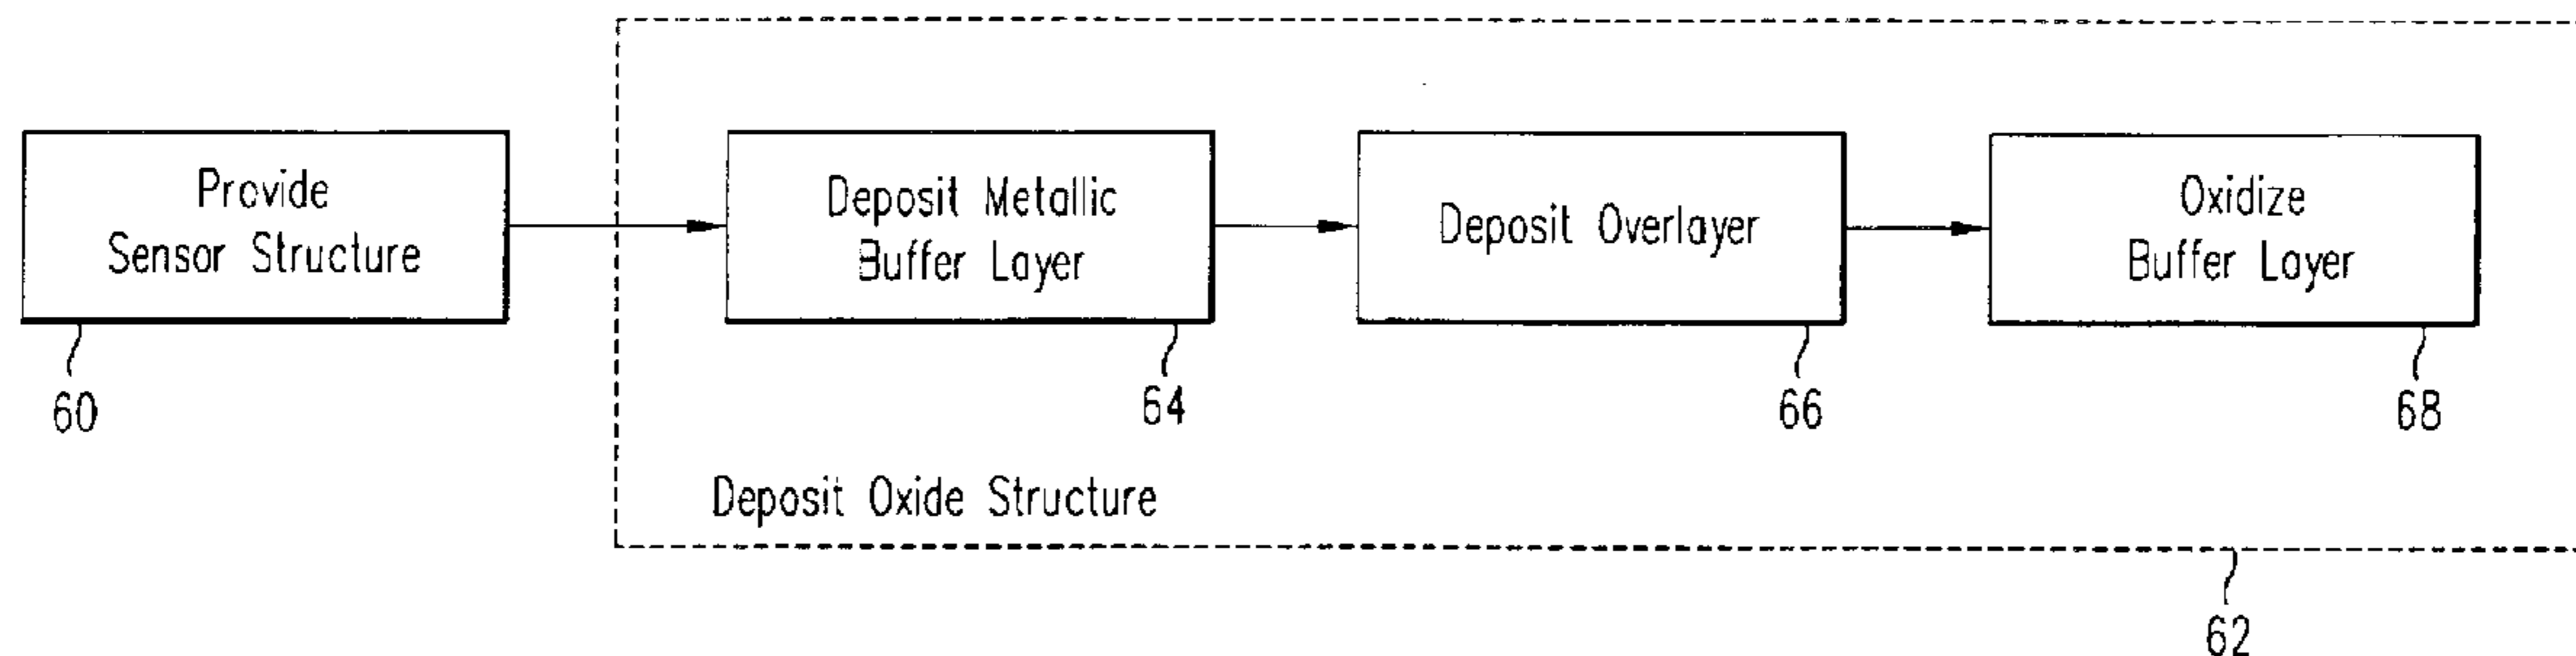 Provide
Sensor Structure
60
Deposit Metallic
Buffer Layer
64
Deposit Overlayer
66
Oxidize
Buffer Layer
68
Deposit Oxide Structure
62